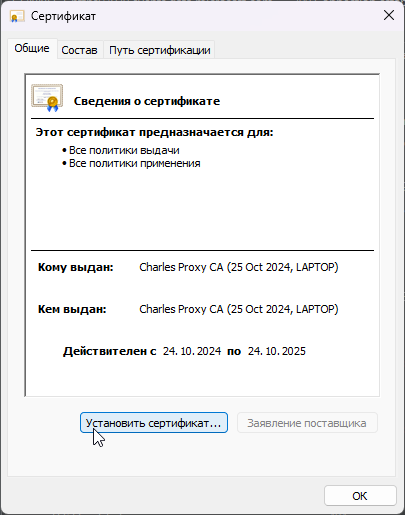 Сертификат
Общие Состав Путь сертификации
Сведения о сертификате
Этот сертификат предназначается для:
• Все политики выдачи
• Все политики применения
Кому выдан: Charles Proxy CA (25 Oct 2024, LAPTOP)
Кем выдан: Charles Proxy CA (25 Oct 2024, LAPTOP)
Действителен с 24.10.2024 по 24.10.2025
Установить сертификат... Заявление поставщика
ОК